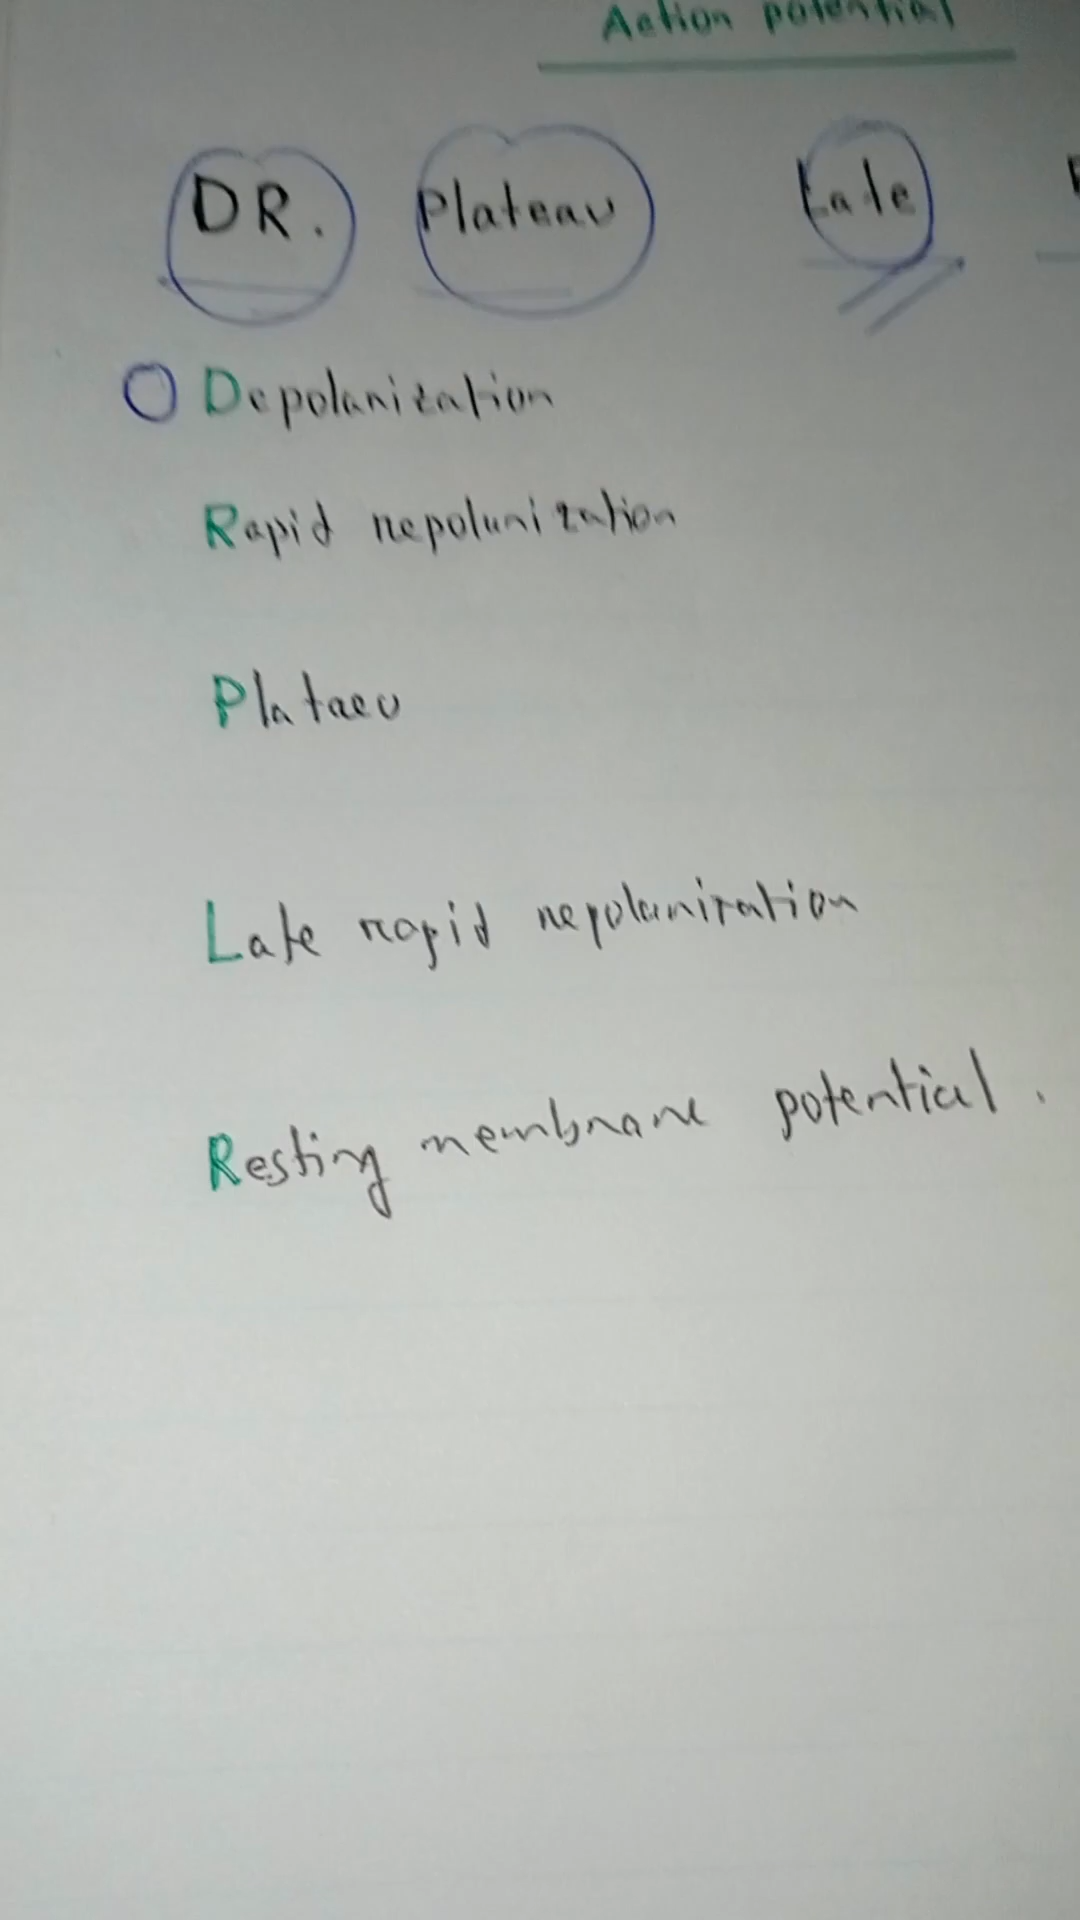 Action potential
DR. Plateau Late
Depolarization
Rapid repolarization
Plataeu
Late rapid repolarization
Resting membrane potential.